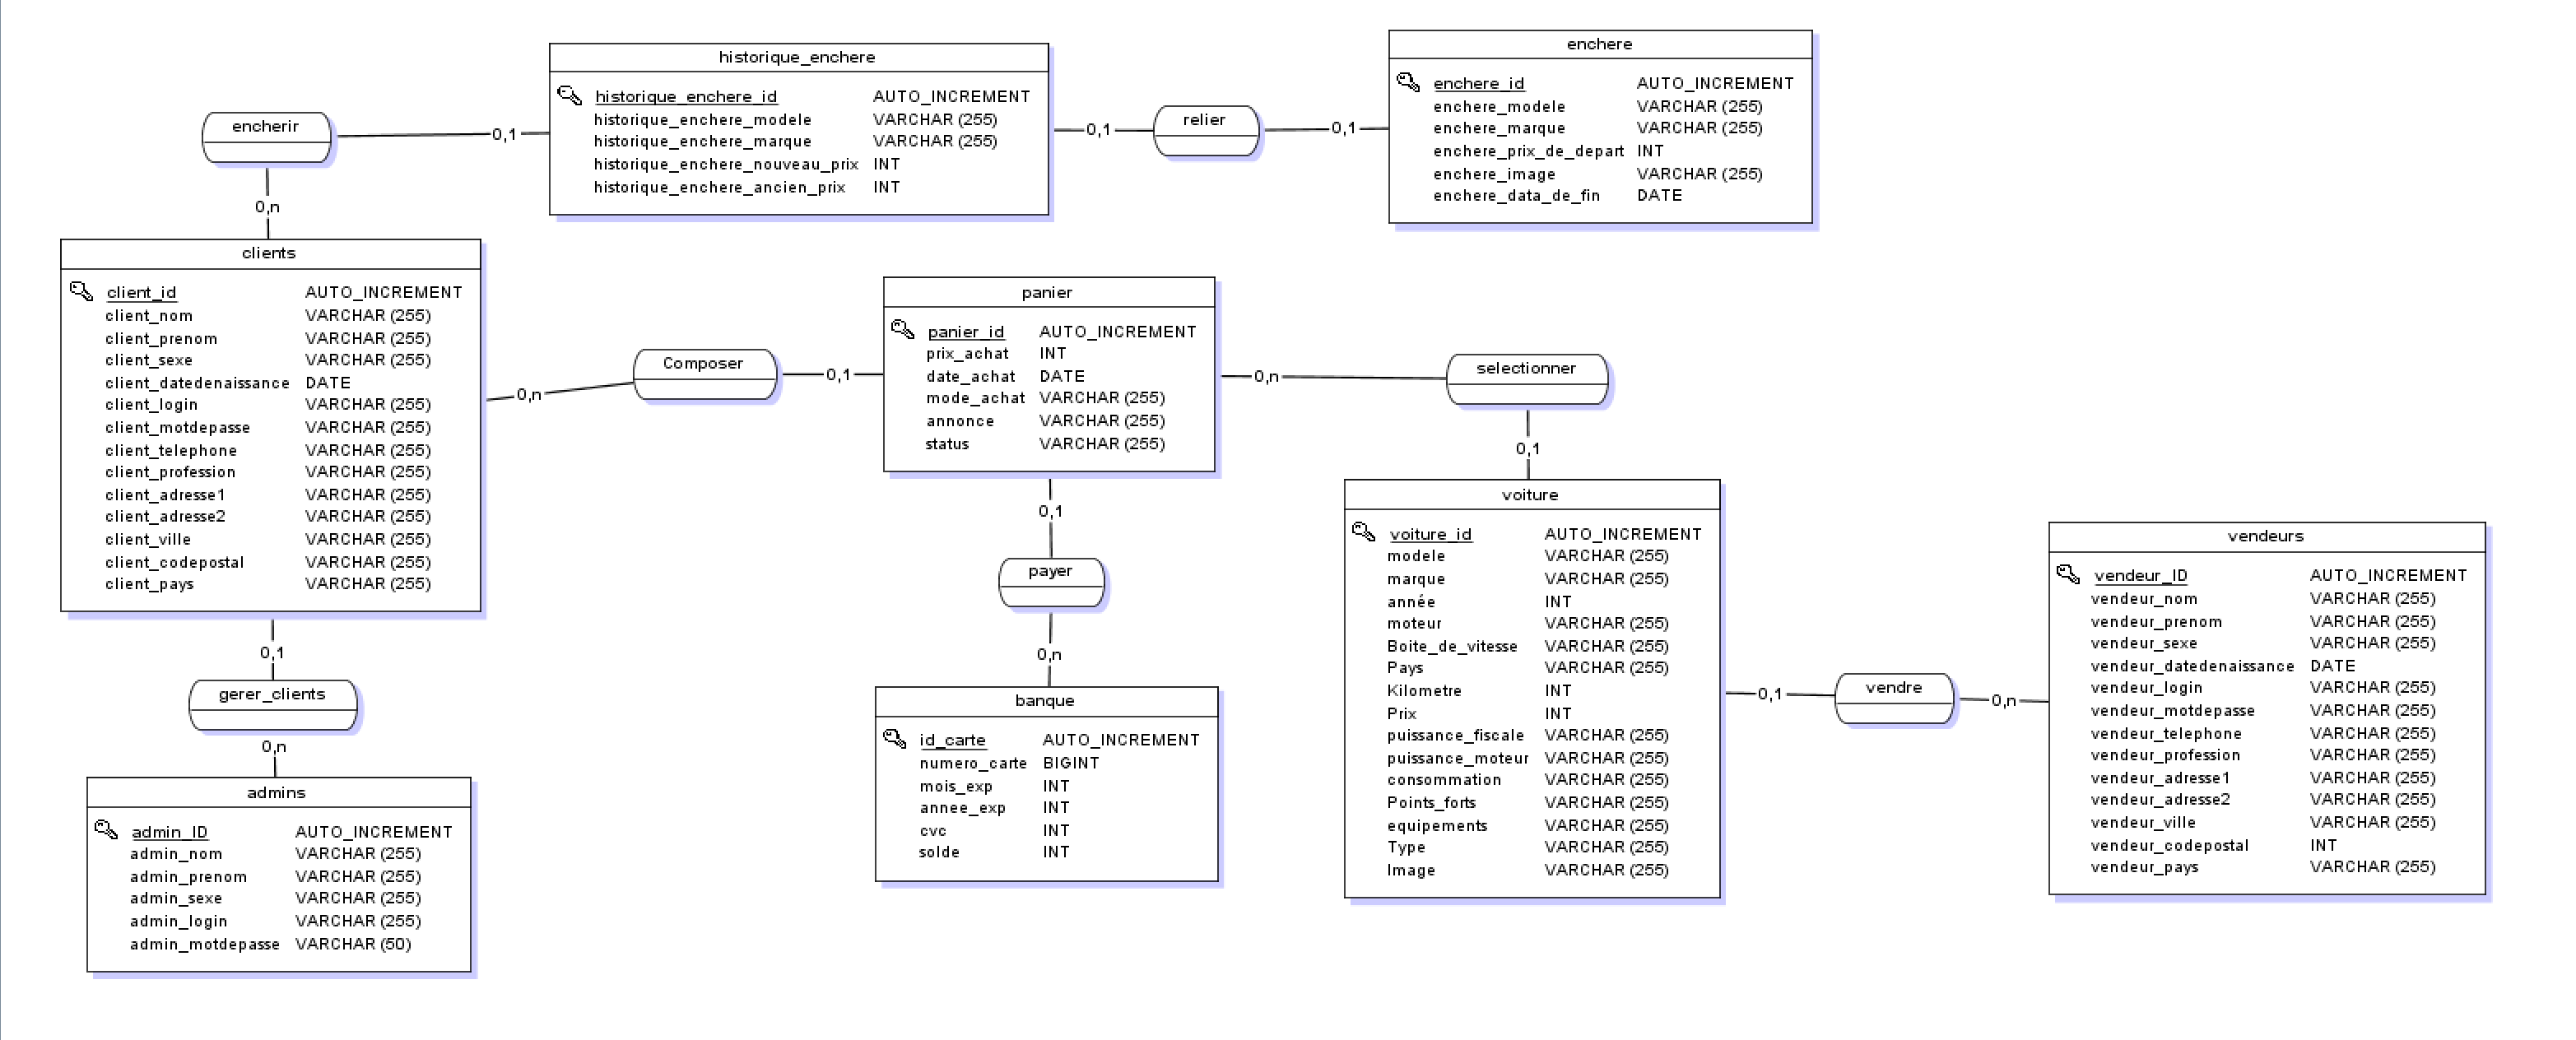 historique_enchere
historique_enchere_id AUTO_INCREMENT
historique_enchere_modele VARCHAR (255)
historique_enchere_marque VARCHAR (255)
historique_enchere_nouveau_prix INT
historique_enchere_ancien_prix INT
enchere
enchere_id AUTO_INCREMENT
enchere_modele VARCHAR (255)
enchere_marque VARCHAR (255)
enchere_prix_de_depart INT
enchere_image VARCHAR (255)
enchere_data_de_fin DATE
encherir
0,1
0,1
relier
0,1
0,n
clients
client_id AUTO_INCREMENT
client_nom VARCHAR (255)
client_prenom VARCHAR (255)
client_sexe VARCHAR (255)
client_datedenaissance DATE
client_login VARCHAR (255)
client_motdepasse VARCHAR (255)
client_telephone VARCHAR (255)
client_profession VARCHAR (255)
client_adresse1 VARCHAR (255)
client_adresse2 VARCHAR (255)
client_ville VARCHAR (255)
client_codepostal VARCHAR (255)
client_pays VARCHAR (255)
0,n
Composer
0,1
panier
panier_id AUTO_INCREMENT
prix_achat INT
date_achat DATE
mode_achat VARCHAR (255)
annonce VARCHAR (255)
status VARCHAR (255)
0,n
selectionner
0,1
0,1
payer
0,n
banque
id_carte AUTO_INCREMENT
numero_carte BIGINT
mois_exp INT
annee_exp INT
cvc INT
solde INT
voiture
voiture_id AUTO_INCREMENT
modele VARCHAR (255)
marque VARCHAR (255)
année INT
moteur VARCHAR (255)
Boite_de_vitesse VARCHAR (255)
Pays VARCHAR (255)
Kilometre INT
Prix INT
puissance_fiscale VARCHAR (255)
puissance_moteur VARCHAR (255)
consommation VARCHAR (255)
Points_forts VARCHAR (255)
equipements VARCHAR (255)
Type VARCHAR (255)
Image VARCHAR (255)
0,1
vendre
0,n
vendeurs
vendeur_ID AUTO_INCREMENT
vendeur_nom VARCHAR (255)
vendeur_prenom VARCHAR (255)
vendeur_sexe VARCHAR (255)
vendeur_datedenaissance DATE
vendeur_login VARCHAR (255)
vendeur_motdepasse VARCHAR (255)
vendeur_telephone VARCHAR (255)
vendeur_profession VARCHAR (255)
vendeur_adresse1 VARCHAR (255)
vendeur_adresse2 VARCHAR (255)
vendeur_ville VARCHAR (255)
vendeur_codepostal INT
vendeur_pays VARCHAR (255)
0,1
gerer_clients
0,n
admins
admin_ID AUTO_INCREMENT
admin_nom VARCHAR (255)
admin_prenom VARCHAR (255)
admin_sexe VARCHAR (255)
admin_login VARCHAR (255)
admin_motdepasse VARCHAR (50)